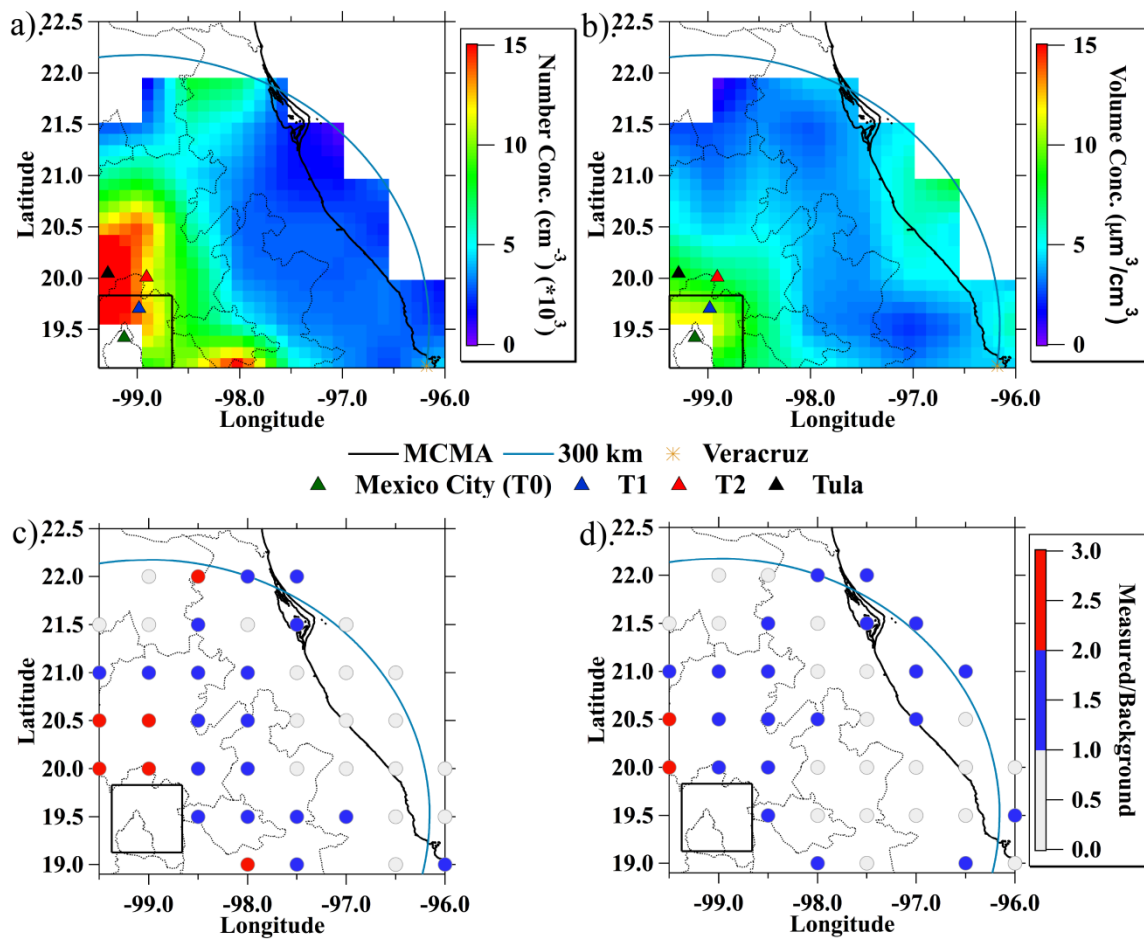 a).
22.5
22.0
21.5
21.0
20.5
20.0
19.5
Latitude
-99.0 -98.0 -97.0 -96.0
Longitude
15
10
5
0
Number Conc. (cm⁻³) (*10³)
b).
22.5
22.0
21.5
21.0
20.5
20.0
19.5
Latitude
-99.0 -98.0 -97.0 -96.0
Longitude
15
10
5
0
Volume Conc. (μm³/cm³)
MCMA 300 km Veracruz
Mexico City (T0) T1 T2 Tula
c).
22.5
22.0
21.5
21.0
20.5
20.0
19.5
19.0
Latitude
-99.0 -98.0 -97.0 -96.0
Longitude
d).
22.5
22.0
21.5
21.0
20.5
20.0
19.5
19.0
Latitude
-99.0 -98.0 -97.0 -96.0
Longitude
3.0
2.5
2.0
1.5
1.0
0.5
0.0
Measured/Background